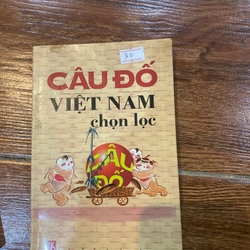 30
CÂU ĐỐ
VIỆT NAM
chọn lọc
CÂU
ĐỐ